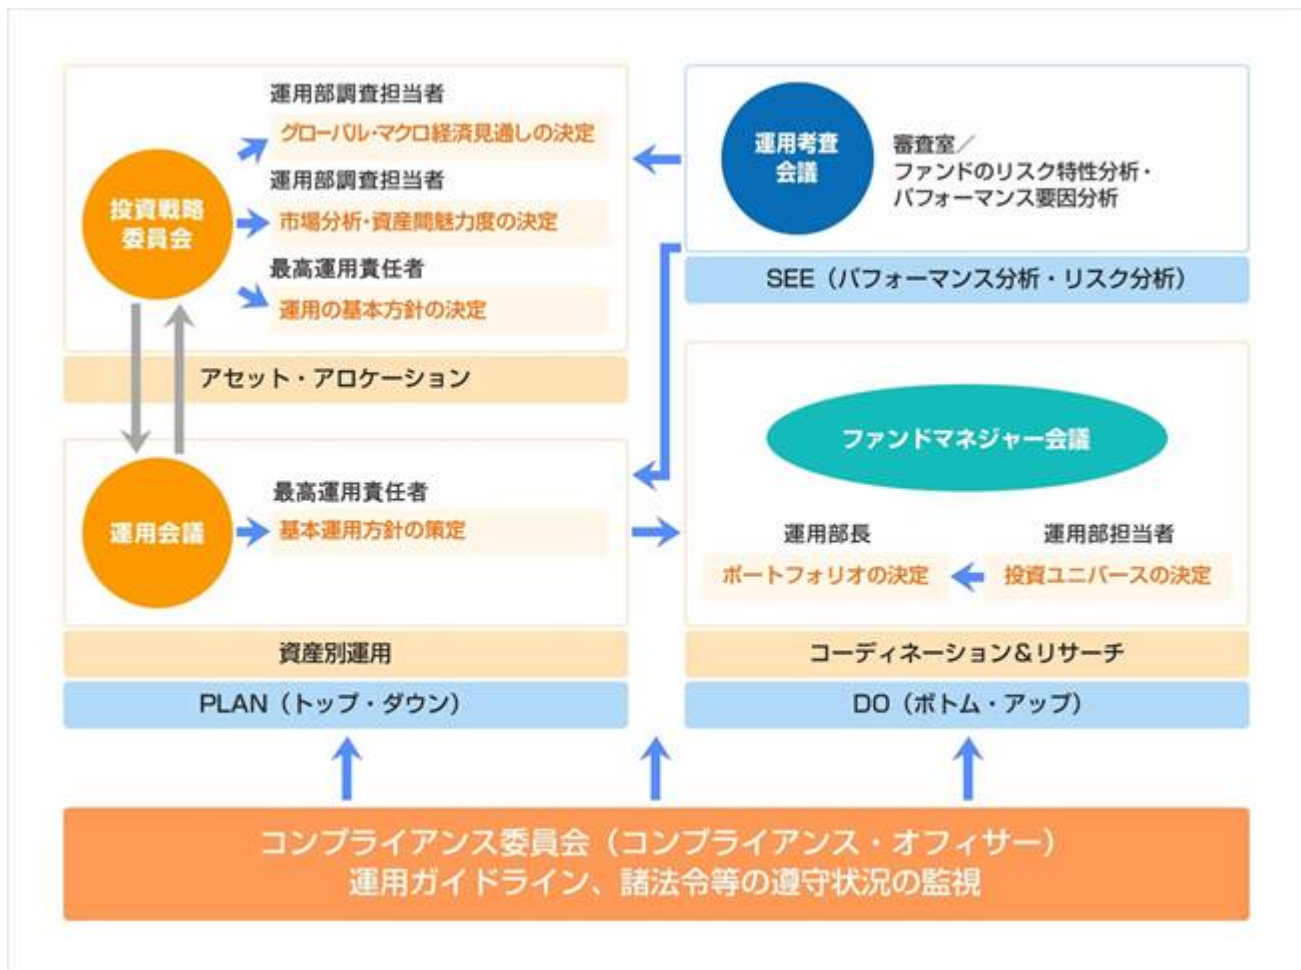 運用部調査担当者
グローバル・マクロ経済見通しの決定
投資戦略
委員会
運用部調査担当者
市場分析・資産間魅力度の決定
最高運用責任者
運用の基本方針の決定
アセット・アロケーション
運用考査
会議
審査室／
ファンドのリスク特性分析・
パフォーマンス要因分析
SEE（パフォーマンス分析・リスク分析）
運用会議
最高運用責任者
基本運用方針の策定
資産別運用
PLAN（トップ・ダウン）
ファンドマネジャー会議
運用部長
ポートフォリオの決定
運用部担当者
投資ユニバースの決定
コーディネーション＆リサーチ
DO（ボトム・アップ）
コンプライアンス委員会（コンプライアンス・オフィサー）
運用ガイドライン、諸法令等の遵守状況の監視